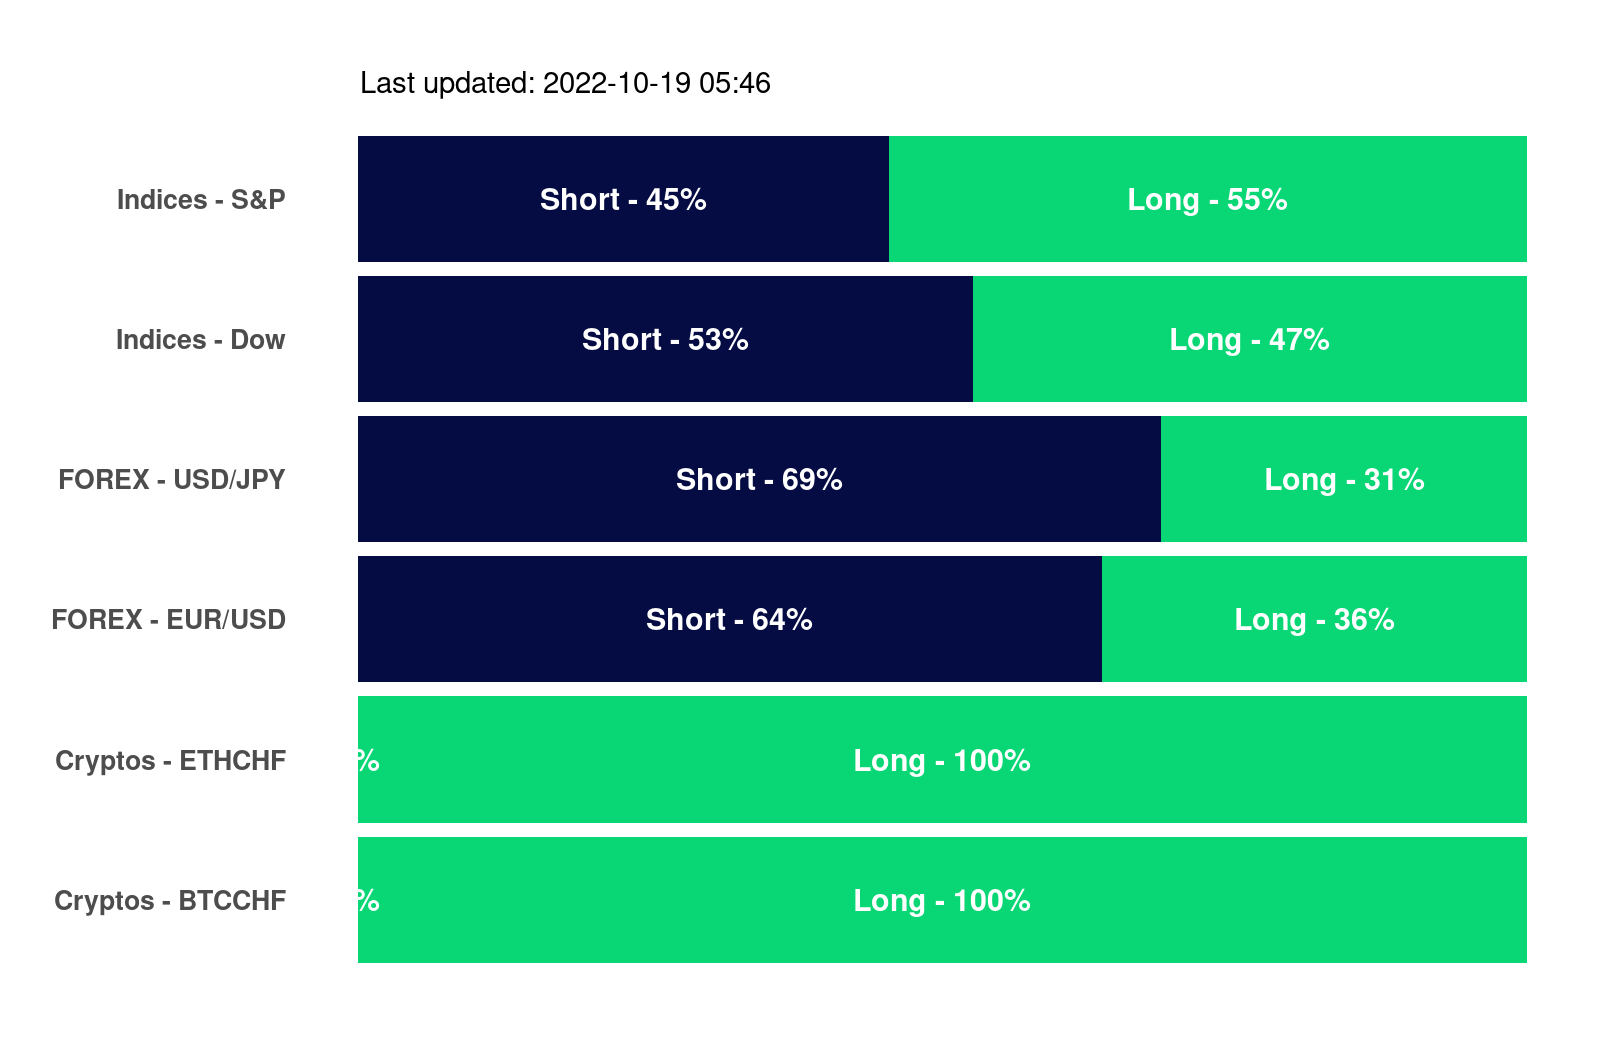 Last updated: 2022-10-19 05:46
Indices - S&P Short - 45% Long - 55%
Indices - Dow Short - 53% Long - 47%
FOREX - USD/JPY Short - 69% Long - 31%
FOREX - EUR/USD Short - 64% Long - 36%
Cryptos - ETHCHF % Long - 100%
Cryptos - BTCCHF % Long - 100%